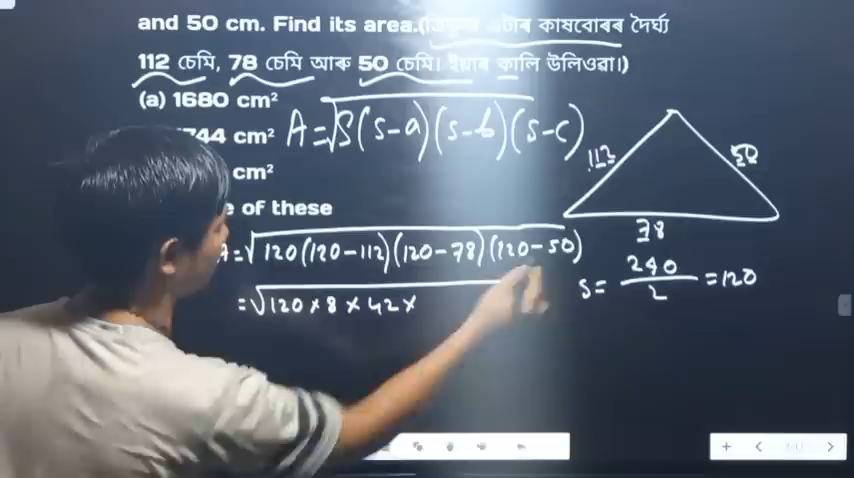 and 50 cm. Find its area.(ত্ৰিভুজ এটাৰ কাষবোৰৰ দৈৰ্ঘ্য
112 চেমি, 78 চেমি আৰু 50 চেমি। ইয়াৰ কালি উলিওৱা।)
(a) 1680 cm²
744 cm²
cm²
e of these
A=√S(s-a)(s-b)(s-c)
112
50
78
A=√120(120-112)(120-78)(120-50)
=√120×8×42×
S= 240/2 =120